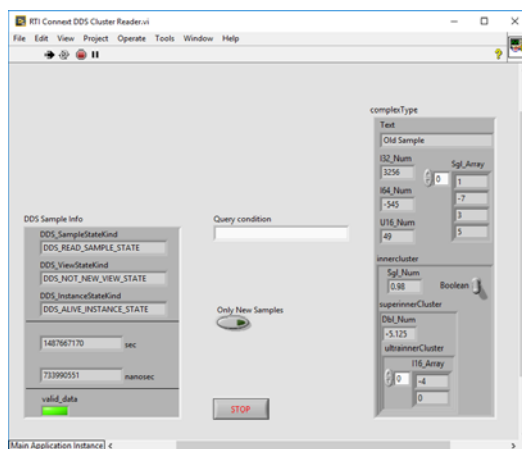 RTI Connext DDS Cluster Reader.vi
File Edit View Project Operate Tools Window Help
complexType
Text
Old Sample
I32_Num
3256
Sgl_Array
0
1
-7
3
5
I64_Num
-545
U16_Num
49
DDS Sample Info
DDS_SampleStateKind
DDS_READ_SAMPLE_STATE
DDS_ViewStateKind
DDS_NOT_NEW_VIEW_STATE
DDS_InstanceStateKind
DDS_ALIVE_INSTANCE_STATE
1487667170 sec
733990551 nanosec
valid_data
Query condition
Only New Samples
STOP
innercluster
Sgl_Num
0.98
Boolean
superinnerCluster
Dbl_Num
-5.125
ultrainnerCluster
I16_Array
0
-4
0
Main Application Instance